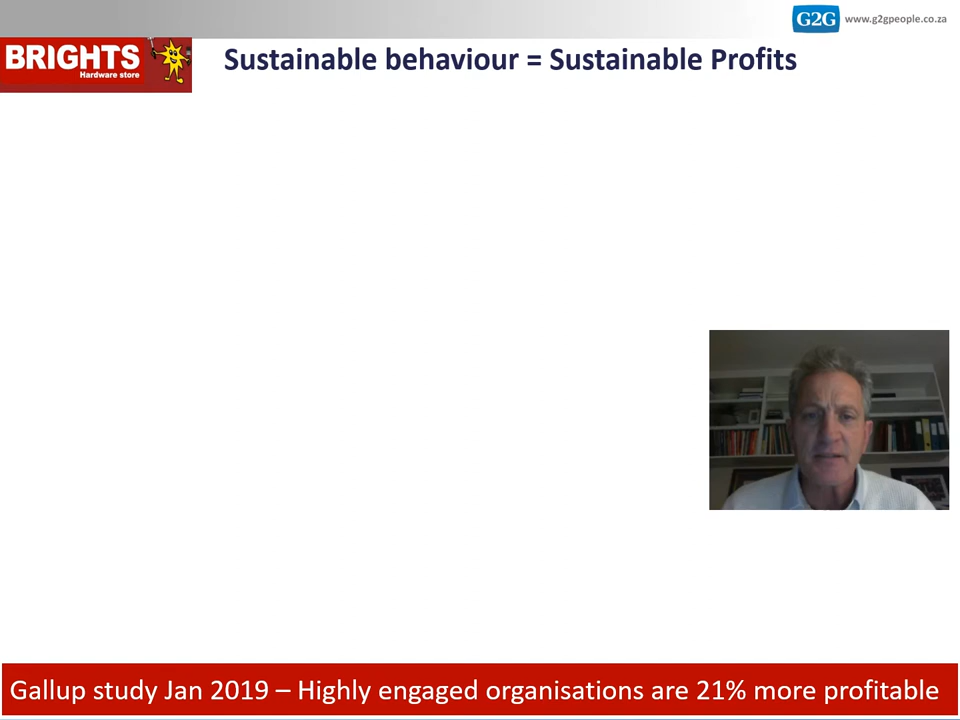 G2G www.g2gpeople.co.za
BRIGHTS
Hardware store
Sustainable behaviour = Sustainable Profits
Gallup study Jan 2019 – Highly engaged organisations are 21% more profitable